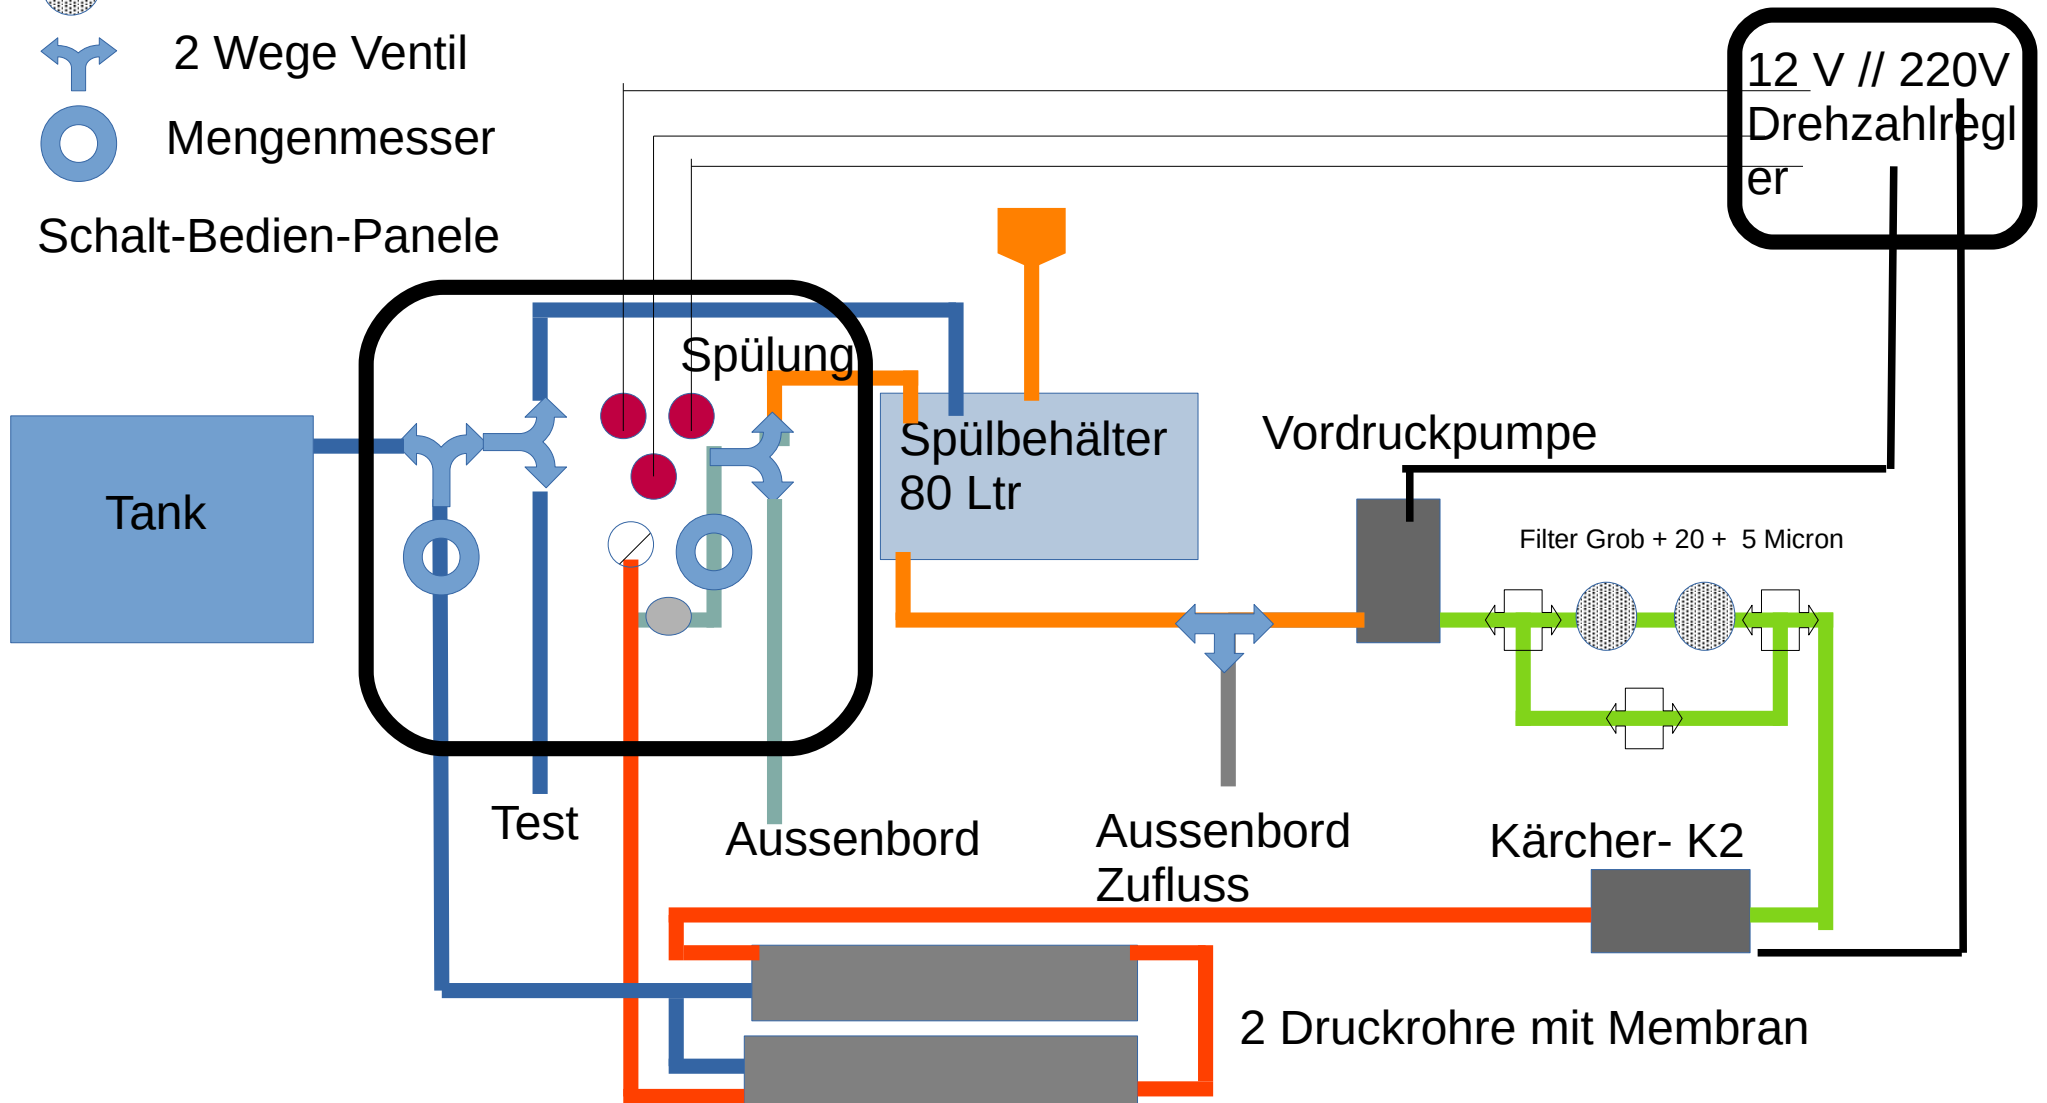 2 Wege Ventil
Mengenmesser
Schalt-Bedien-Panele
12 V // 220V
Drehzahlregl
er
Spülung
Tank
Spülbehälter
80 Ltr
Vordruckpumpe
Filter Grob + 20 +  5 Micron
Test
Aussenbord
Aussenbord
Zufluss
Kärcher- K2
2 Druckrohre mit Membran